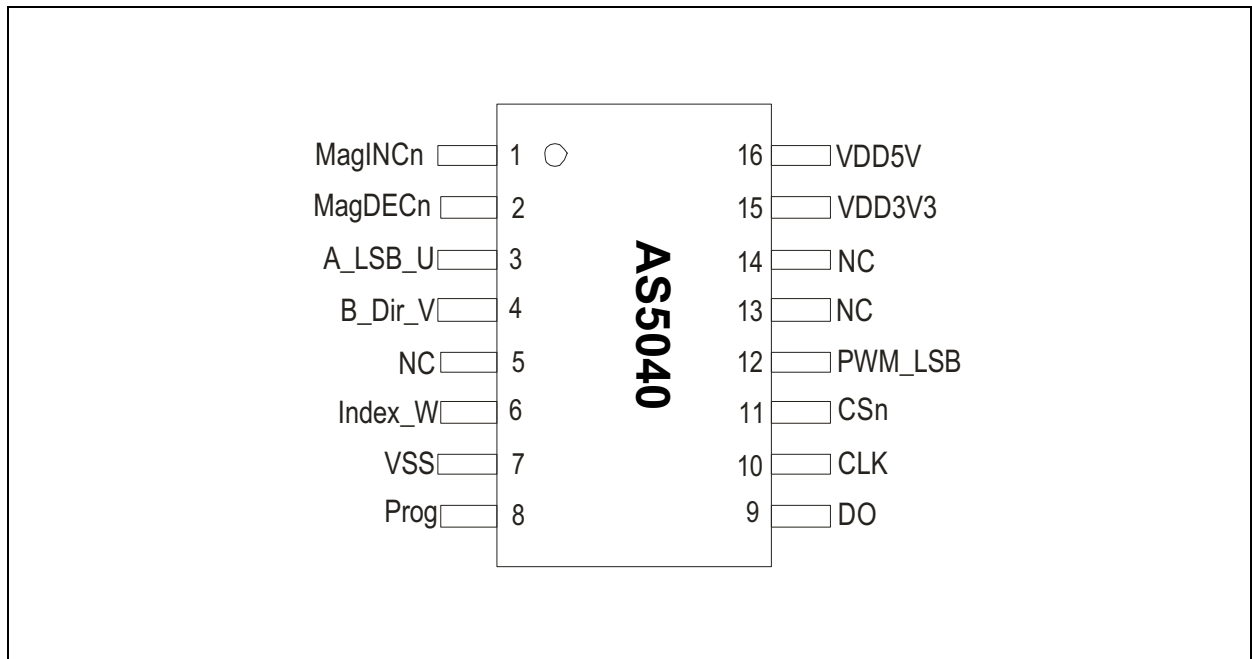 MagINCn 1
MagDECn 2
A_LSB_U 3
B_Dir_V 4
NC 5
Index_W 6
VSS 7
Prog 8
AS5040
16 VDD5V
15 VDD3V3
14 NC
13 NC
12 PWM_LSB
11 CSn
10 CLK
9 DO